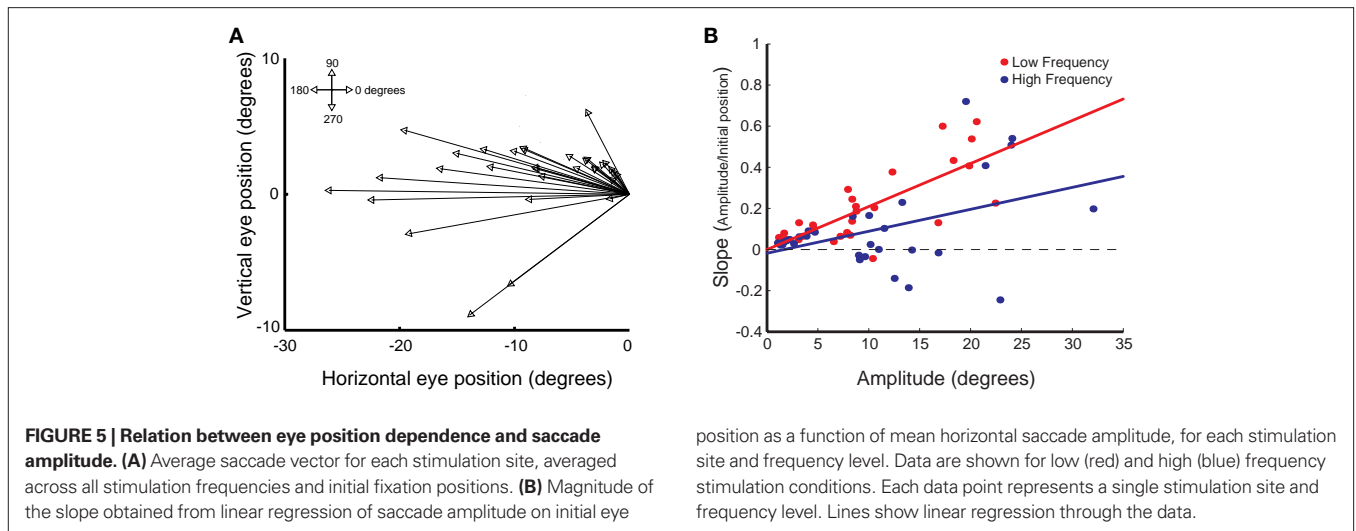 A
10
90
180
0 degrees
270
Vertical eye position (degrees)
0
-10
-30
-20
-10
0
Horizontal eye position (degrees)
B
1
Low Frequency
High Frequency
0.8
0.6
0.4
0.2
0
-0.2
-0.4
Slope (Amplitude/Initial position)
0
5
10
15
20
25
30
35
Amplitude (degrees)
FIGURE 5 | Relation between eye position dependence and saccade
amplitude. (A) Average saccade vector for each stimulation site, averaged
across all stimulation frequencies and initial fixation positions. (B) Magnitude of
the slope obtained from linear regression of saccade amplitude on initial eye
position as a function of mean horizontal saccade amplitude, for each stimulation
site and frequency level. Data are shown for low (red) and high (blue) frequency
stimulation conditions. Each data point represents a single stimulation site and
frequency level. Lines show linear regression through the data.